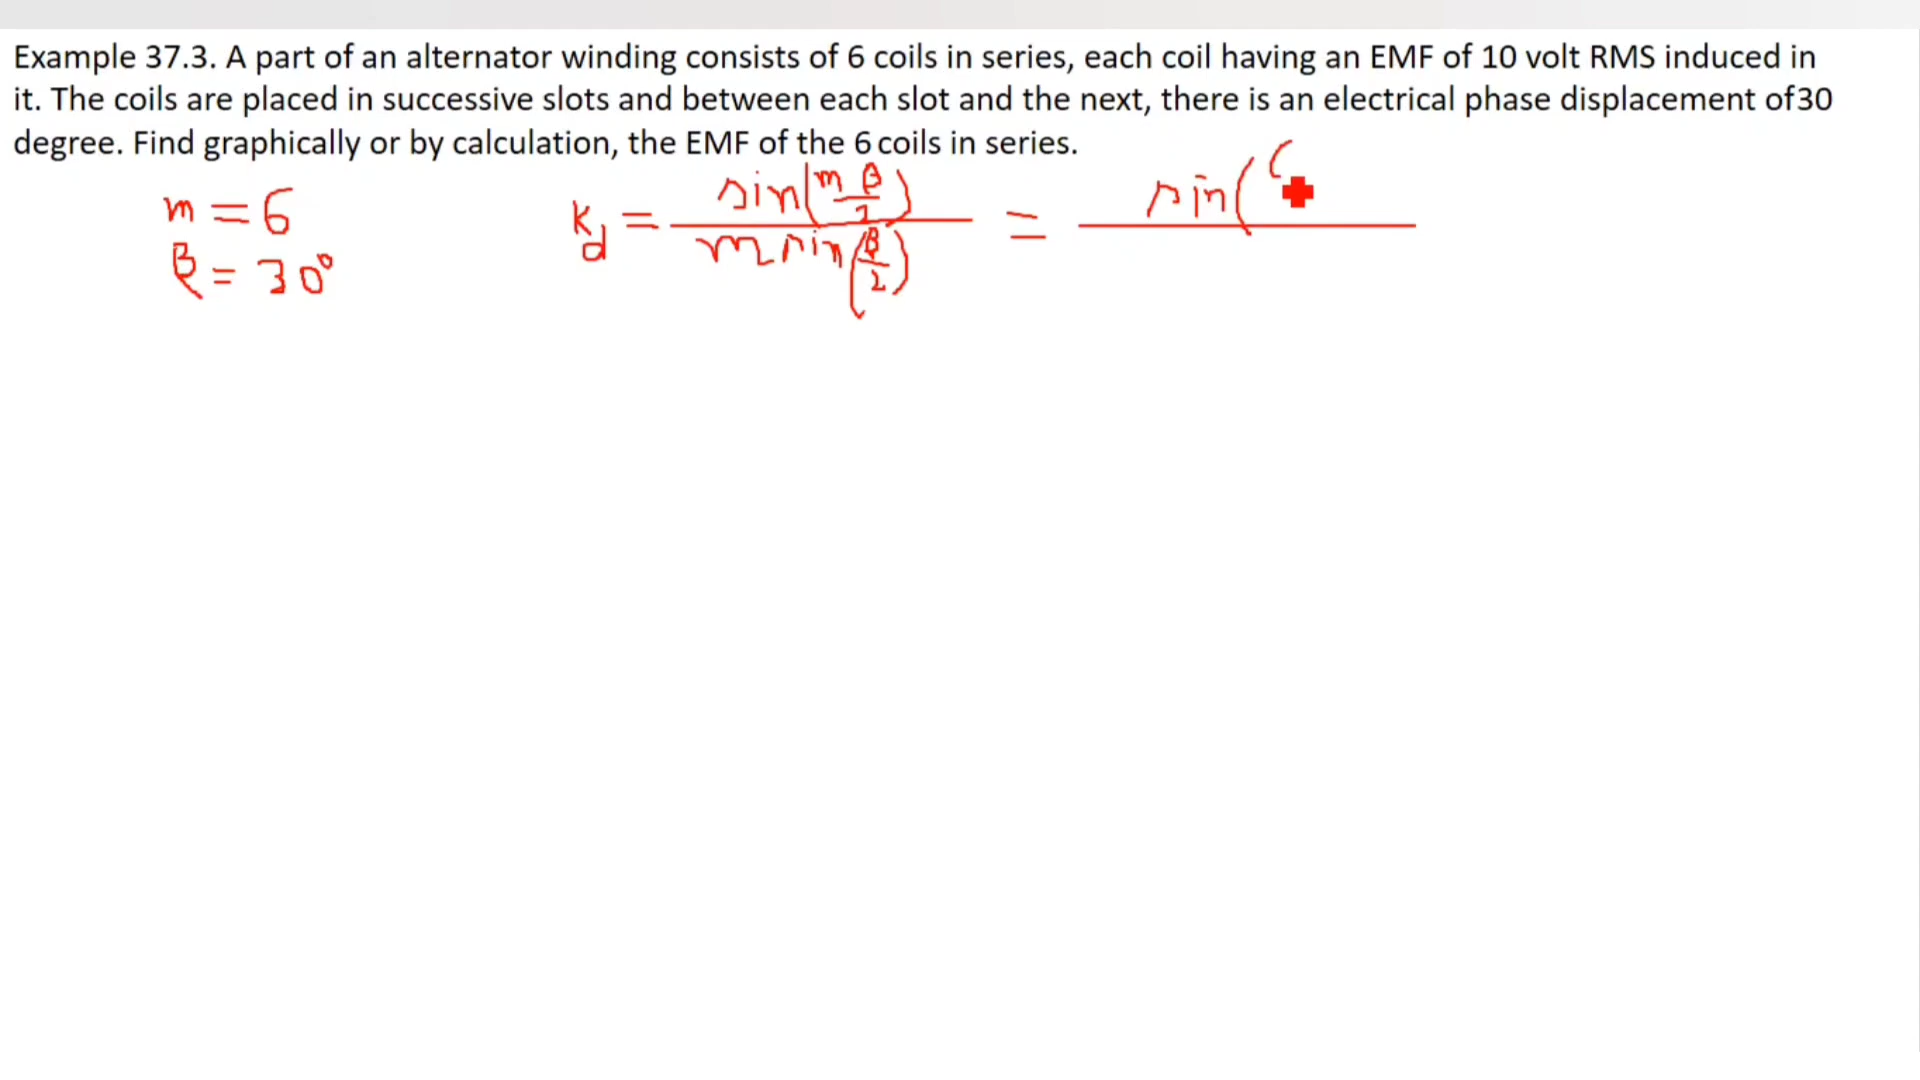 Example 37.3. A part of an alternator winding consists of 6 coils in series, each coil having an EMF of 10 volt RMS induced in
it. The coils are placed in successive slots and between each slot and the next, there is an electrical phase displacement of30
degree. Find graphically or by calculation, the EMF of the 6 coils in series.
m = 6
β = 30°
K_d = sin(mβ/2) / m sin(β/2) = sin(